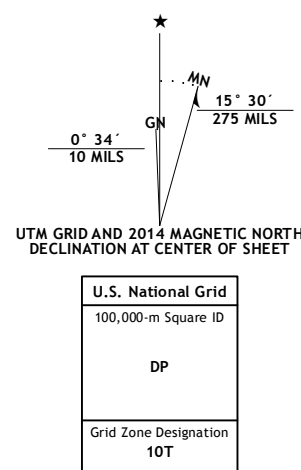 MN
GN
0° 34´
10 MILS
15° 30´
275 MILS
UTM GRID AND 2014 MAGNETIC NORTH
DECLINATION AT CENTER OF SHEET
U.S. National Grid
100,000-m Square ID
DP
Grid Zone Designation
10T